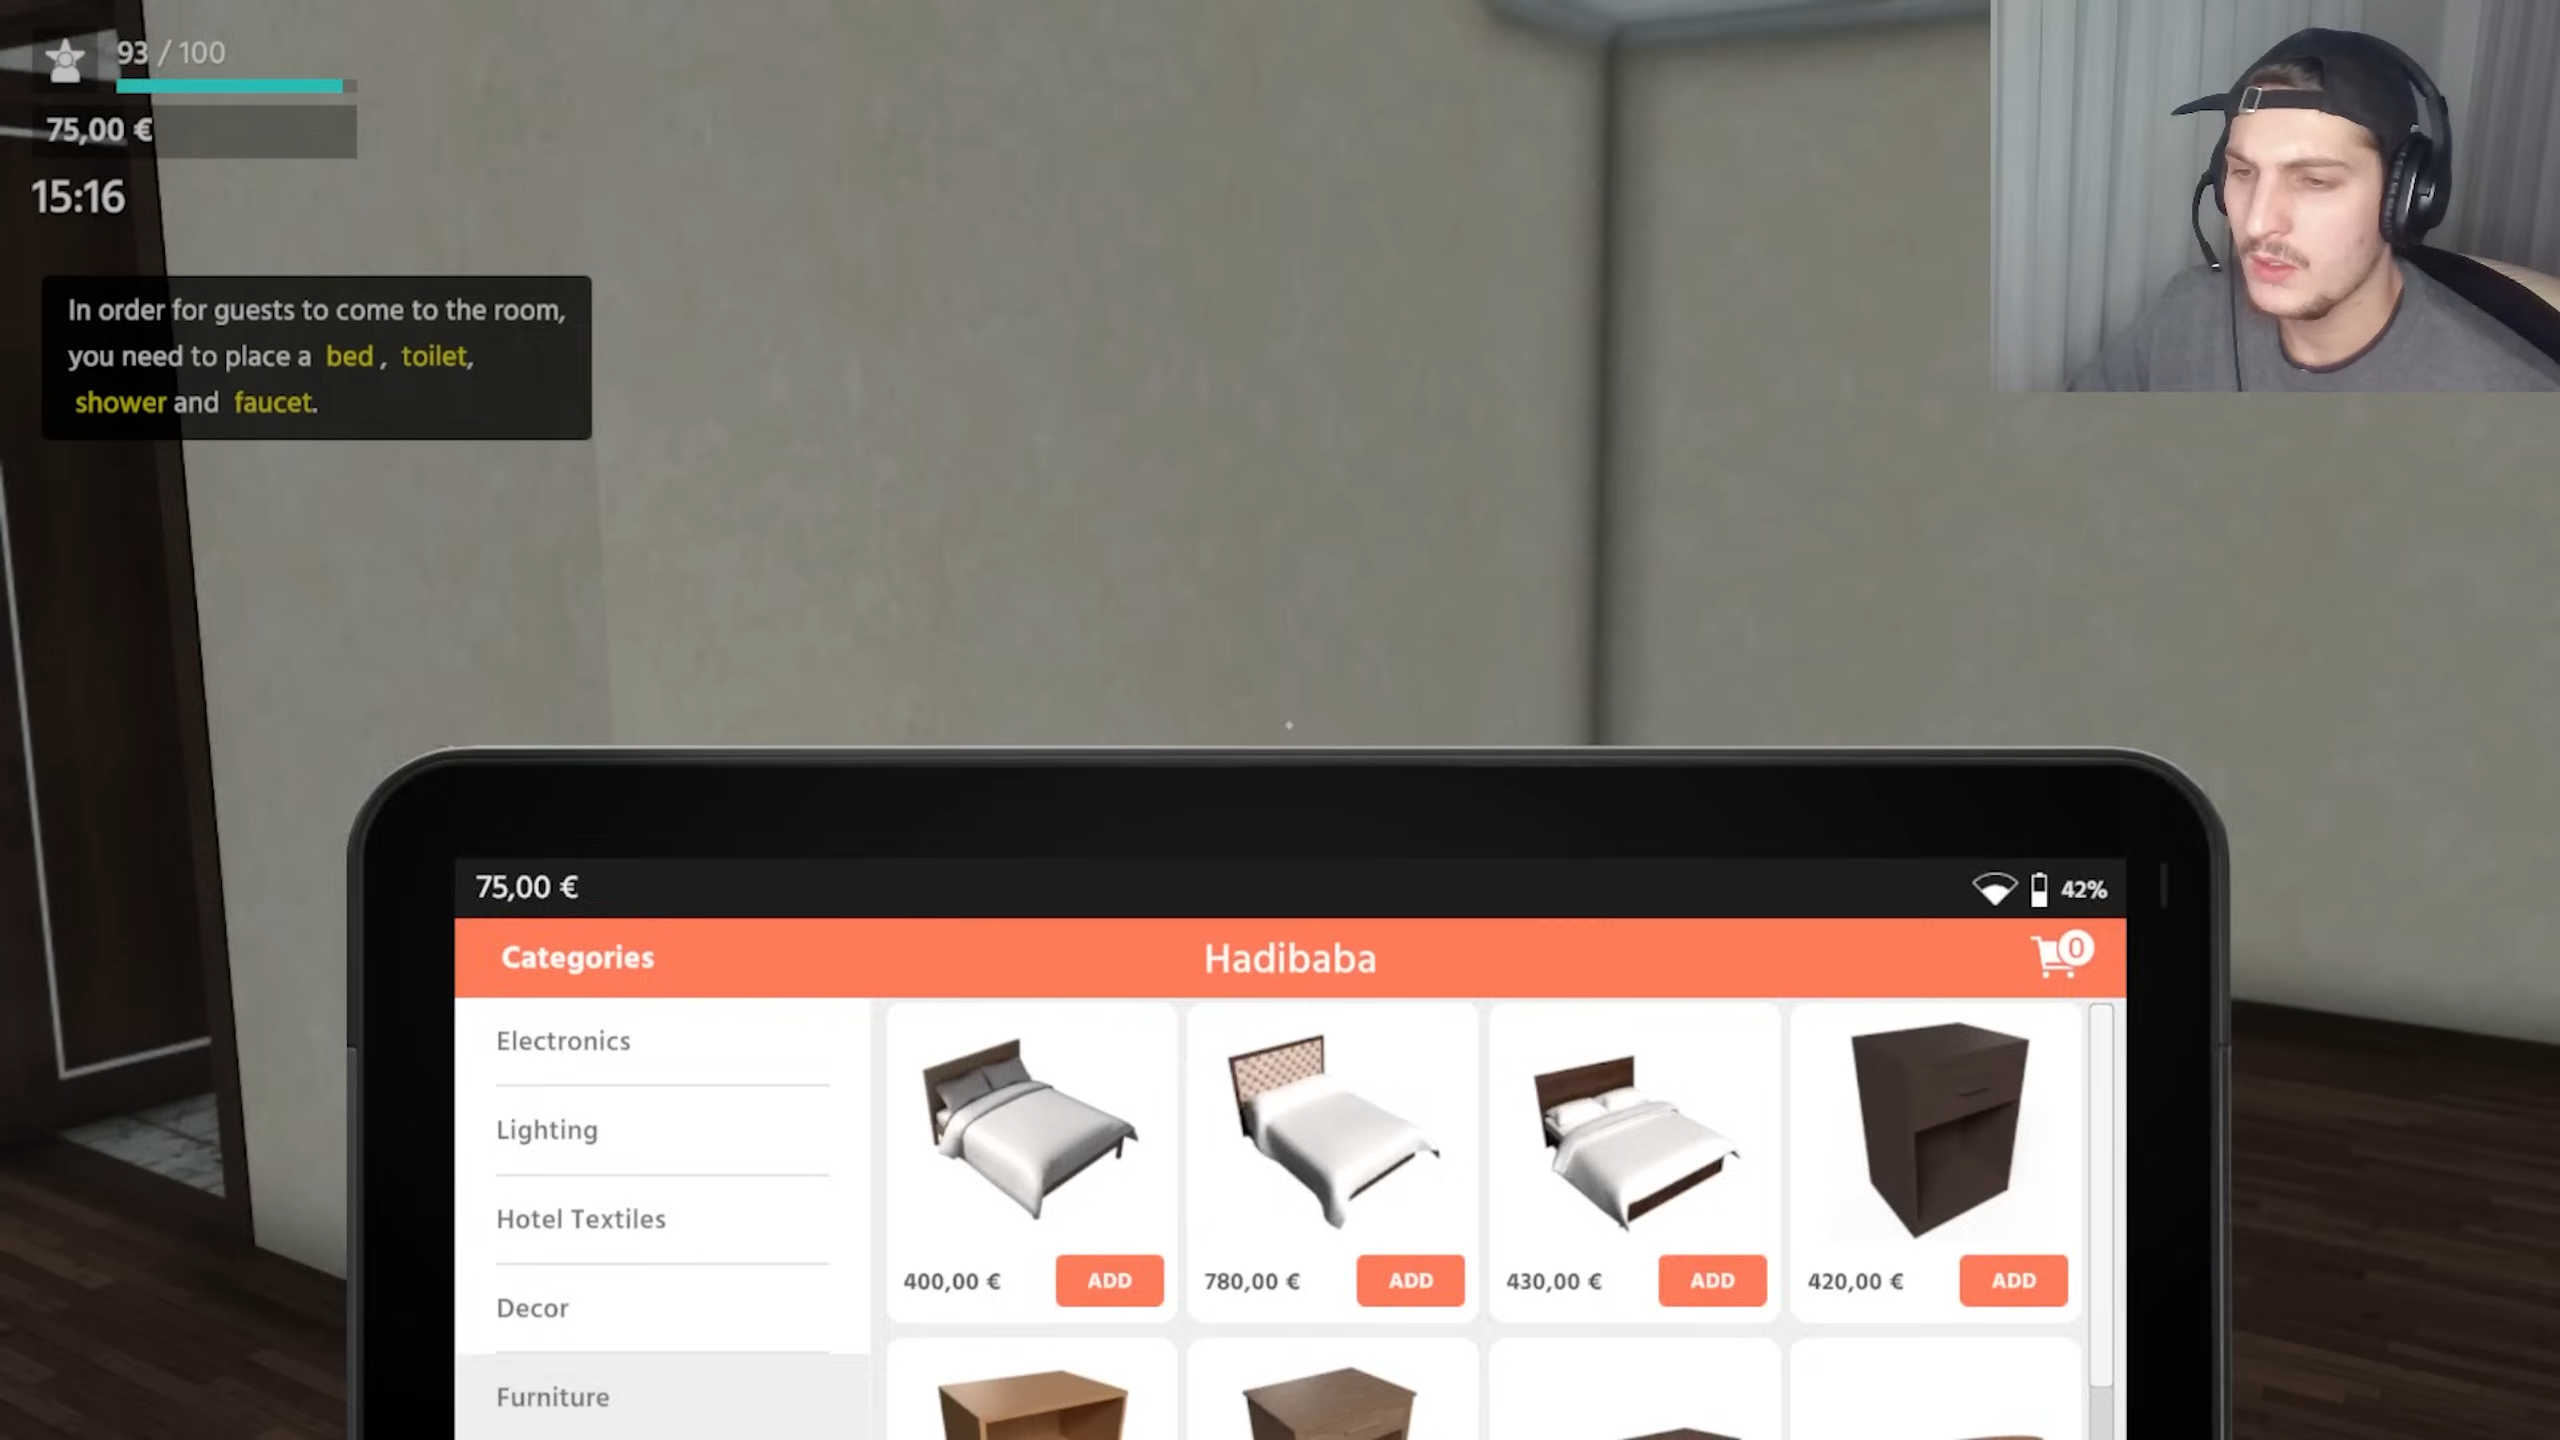 93 / 100
75,00 €
15:16
In order for guests to come to the room,
you need to place a bed , toilet,
shower and faucet.
75,00 €
42%
Categories
Hadibaba
0
Electronics
Lighting
Hotel Textiles
Decor
Furniture
400,00 €
ADD
780,00 €
ADD
430,00 €
ADD
420,00 €
ADD